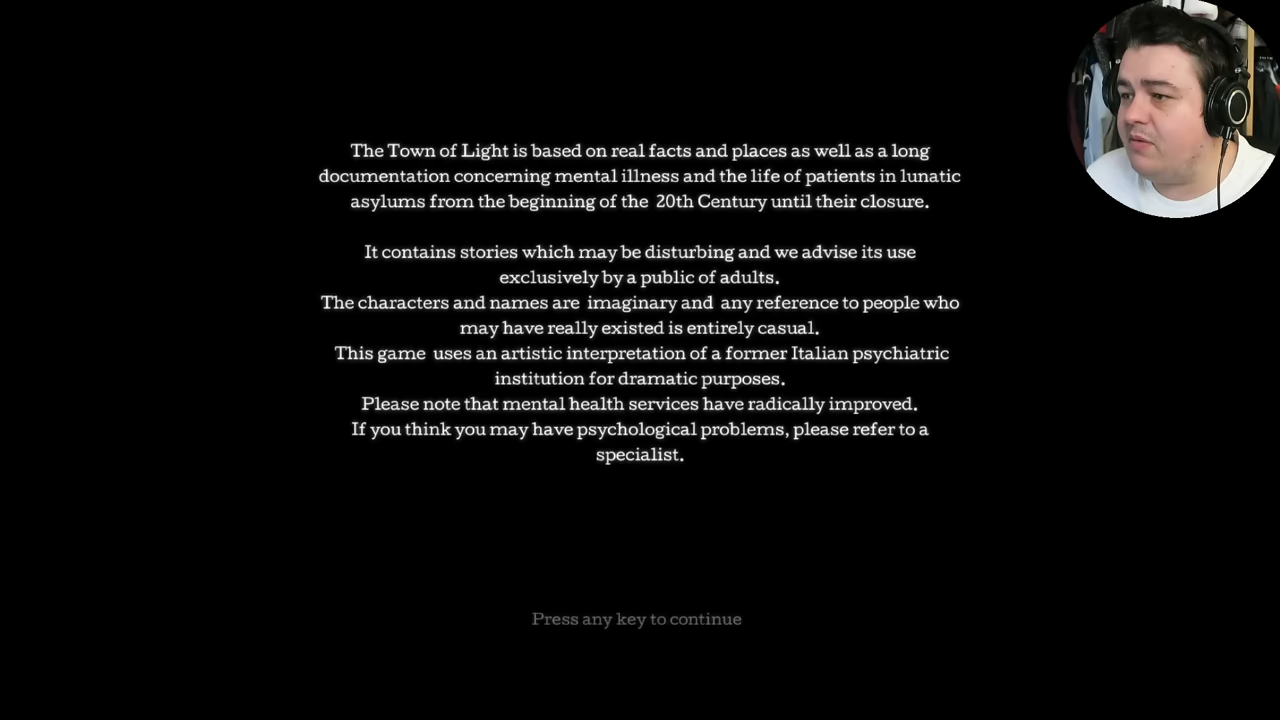 The Town of Light is based on real facts and places as well as a long
documentation concerning mental illness and the life of patients in lunatic
asylums from the beginning of the 20th Century until their closure.
It contains stories which may be disturbing and we advise its use
exclusively by a public of adults.
The characters and names are imaginary and any reference to people who
may have really existed is entirely casual.
This game uses an artistic interpretation of a former Italian psychiatric
institution for dramatic purposes.
Please note that mental health services have radically improved.
If you think you may have psychological problems, please refer to a
specialist.
Press any key to continue